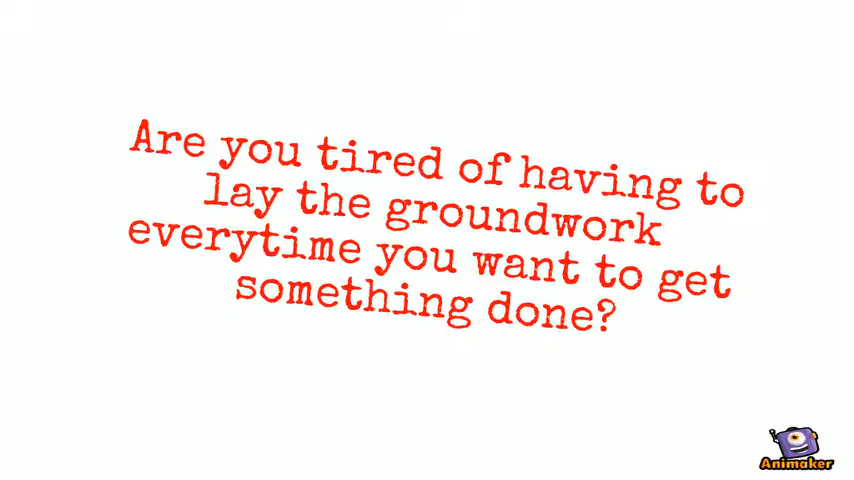 Are you tired of having to
lay the groundwork
everytime you want to get
something done?
Animaker